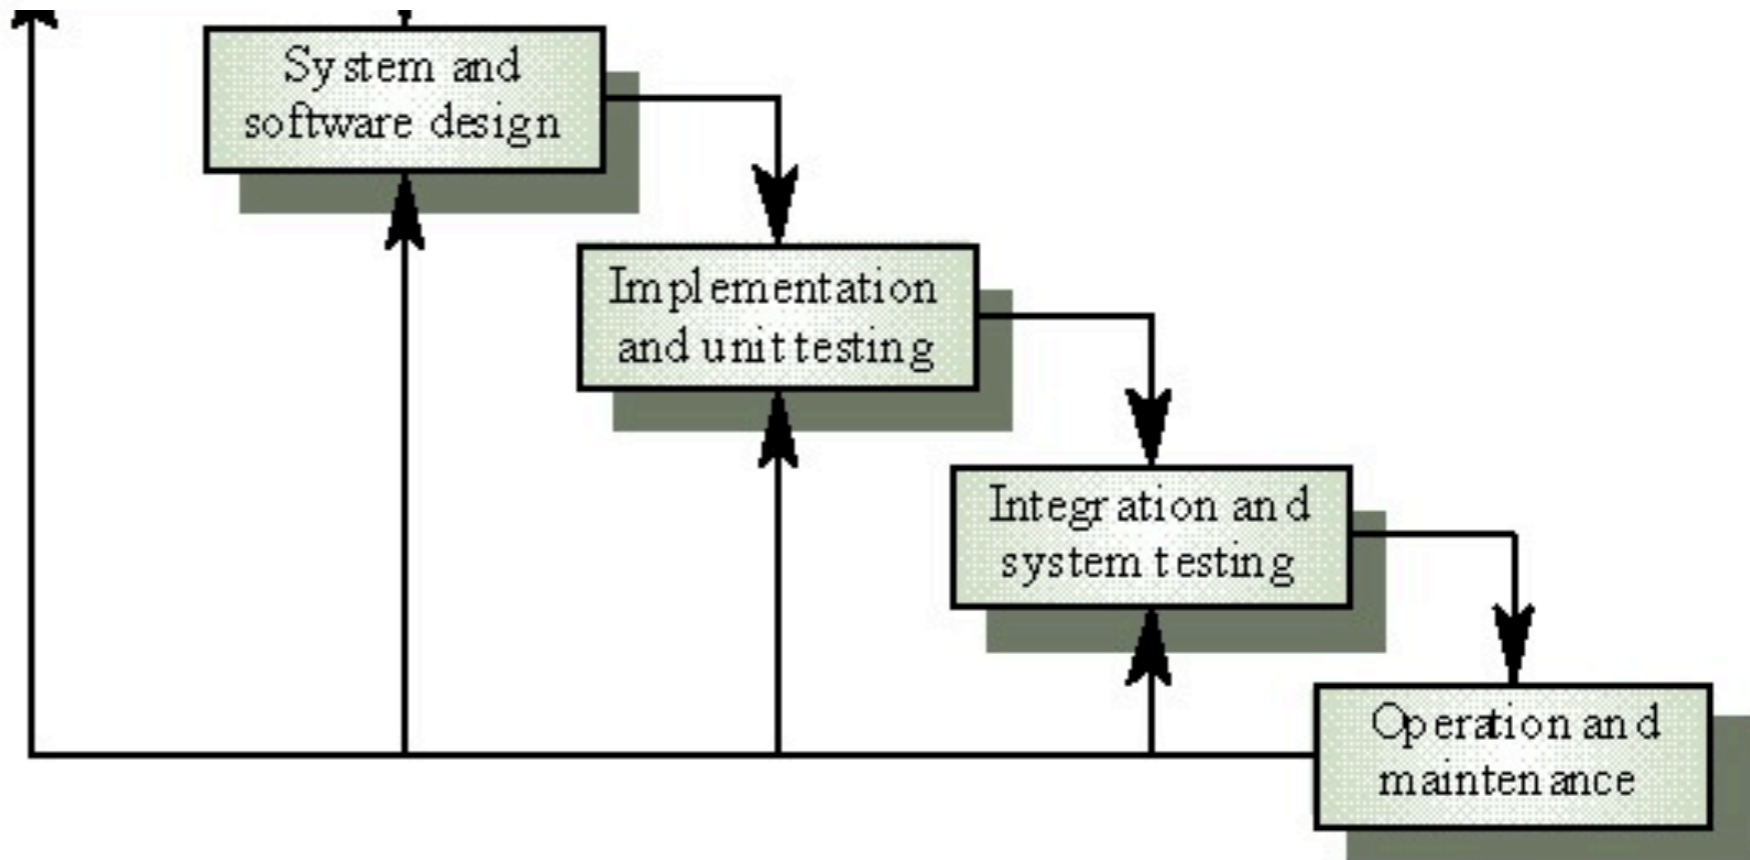 System and
software design
Implementation
and unit testing
Integration and
system testing
Operation and
maintenance